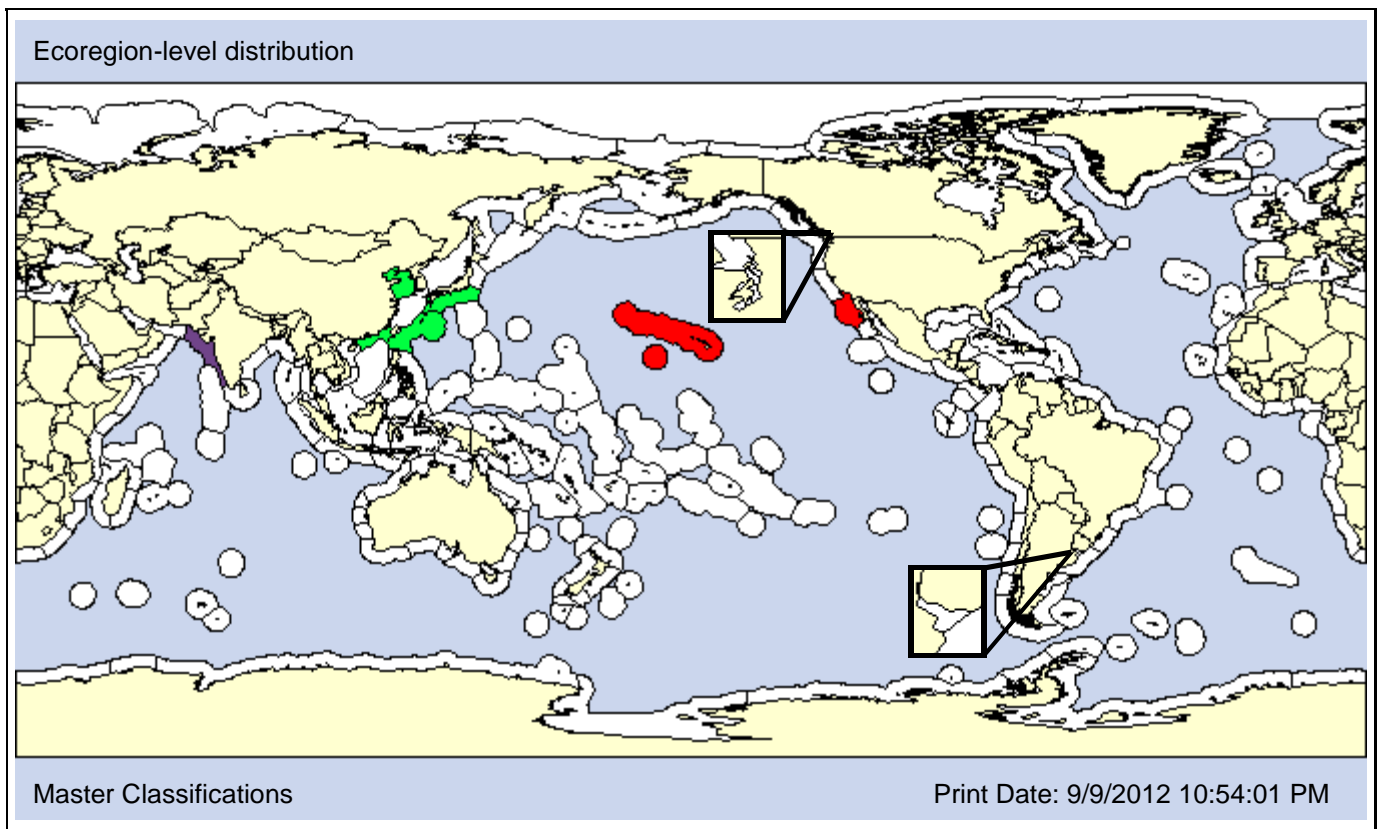 Ecoregion-level distribution
Master Classifications
Print Date: 9/9/2012 10:54:01 PM